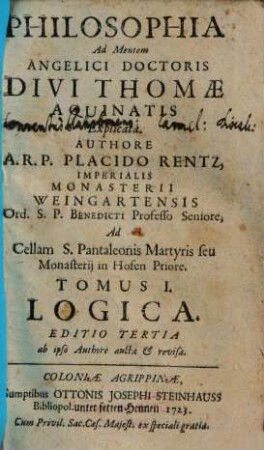 PHILOSOPHIA
Ad Mentem
ANGELICI DOCTORIS
DIVI THOMÆ
AQUINATIS
Explicata.
AUTHORE
A.R.P. PLACIDO RENTZ,
IMPERIALIS
MONASTERII
WEINGARTENSIS
Ord. S. P. BENEDICTI Professo Seniore,
Ad
Cellam S. Pantaleonis Martyris seu
Monasterij in Hofen Priore.
TOMUS I.
LOGICA.
EDITIO TERTIA
ab ipso Authore aucta & revisa.
COLONIÆ AGRIPPINÆ,
Sumptibus OTTONIS JOSEPHI STEINHAUSS
Bibliopol. unter fetten Hennen 1723.
Cum Privil. Sac. Cæs. Majest. ex speciali gratia.